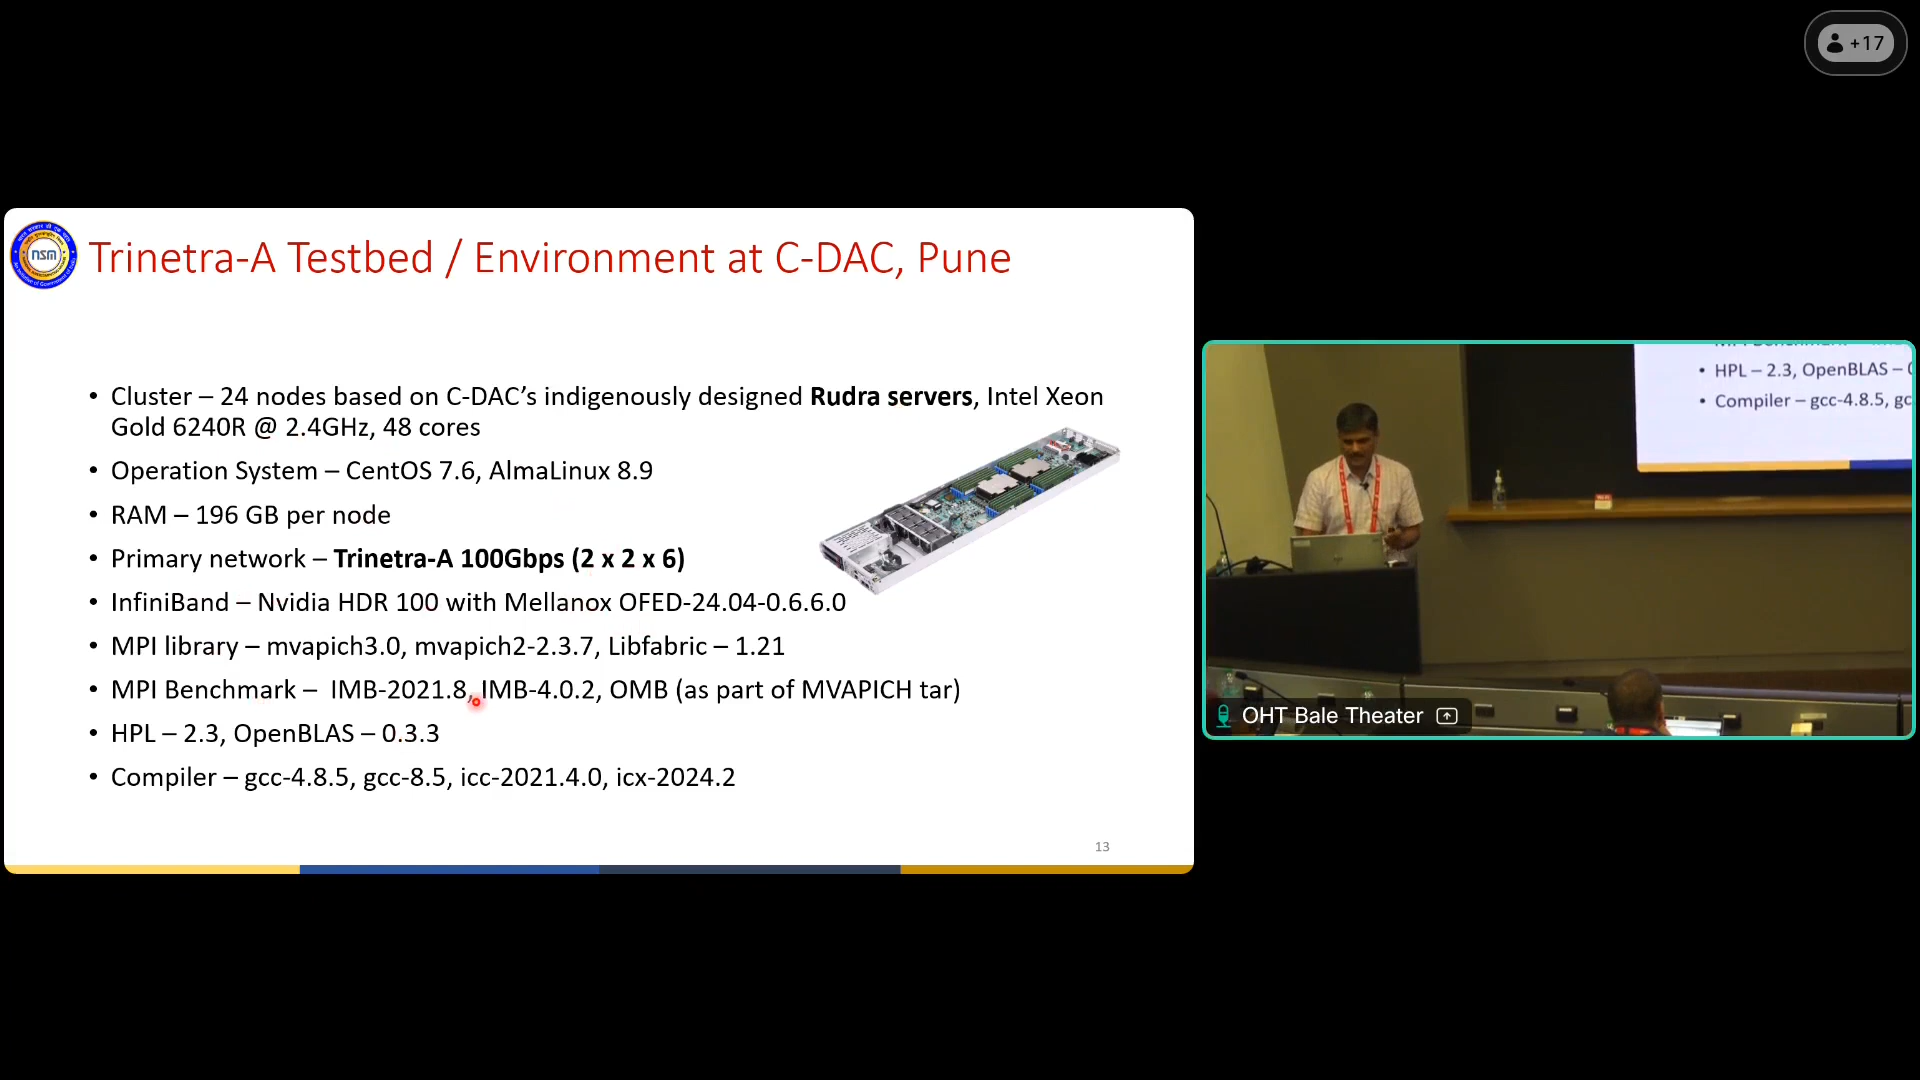 +17
nsm
Trinetra-A Testbed / Environment at C-DAC, Pune
• Cluster – 24 nodes based on C-DAC’s indigenously designed Rudra servers, Intel Xeon
Gold 6240R @ 2.4GHz, 48 cores
• Operation System – CentOS 7.6, AlmaLinux 8.9
• RAM – 196 GB per node
• Primary network – Trinetra-A 100Gbps (2 x 2 x 6)
• InfiniBand – Nvidia HDR 100 with Mellanox OFED-24.04-0.6.6.0
• MPI library – mvapich3.0, mvapich2-2.3.7, Libfabric – 1.21
• MPI Benchmark – IMB-2021.8, IMB-4.0.2, OMB (as part of MVAPICH tar)
• HPL – 2.3, OpenBLAS – 0.3.3
• Compiler – gcc-4.8.5, gcc-8.5, icc-2021.4.0, icx-2024.2
13
• HPL – 2.3, OpenBLAS –
• Compiler – gcc-4.8.5, gc
OHT Bale Theater